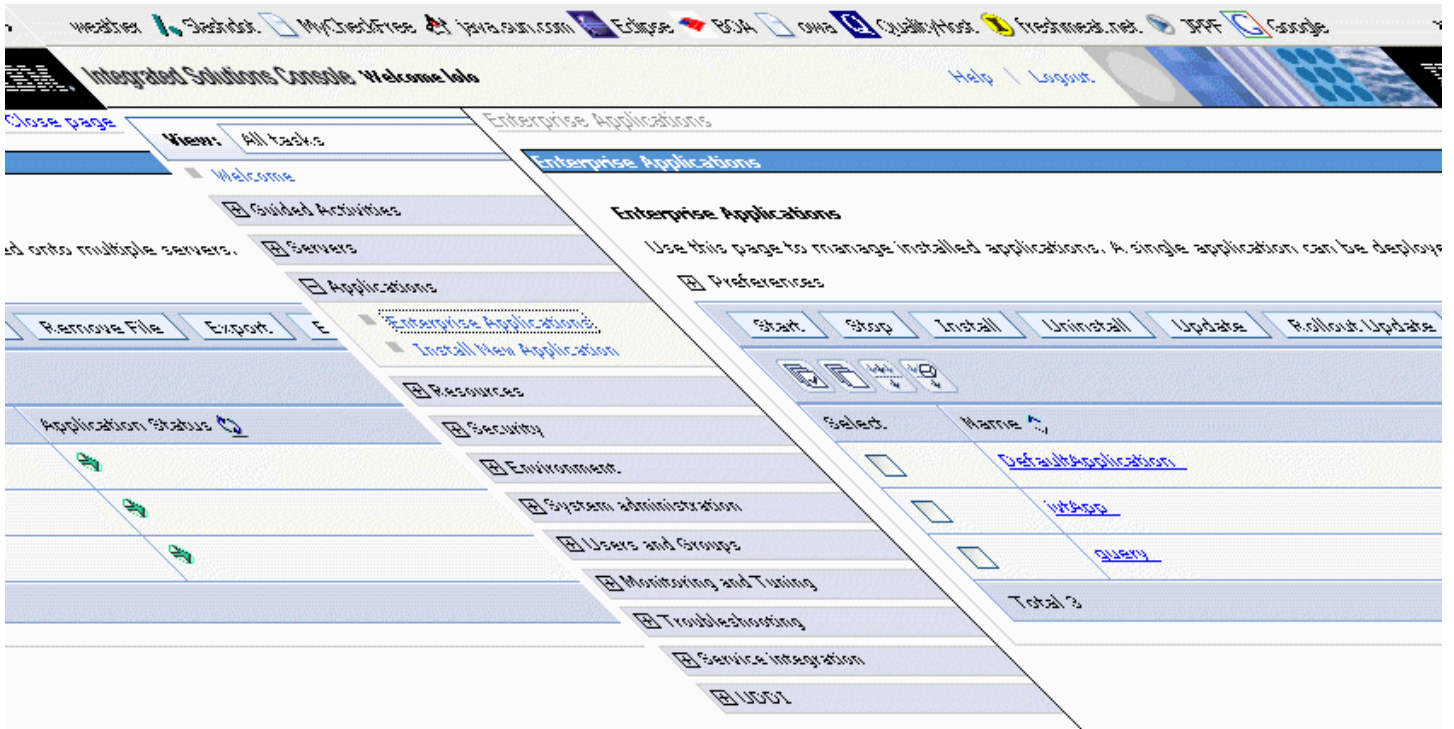 weather Slashdot. MyCheckFree java.sun.com Eclipse BOA owa QualityHost. freshmeat.net. JPPF Google
IBM. Integrated Solutions Console Welcome lolo Help | Logout
Close page
View: All tasks
Enterprise Applications
Enterprise Applications
Welcome
Guided Activities
Enterprise Applications
ed onto multiple servers.
Servers
Use this page to manage installed applications. A single application can be deploye
Applications
Preferences
Remove File Export E
Enterprise Applications
Start Stop Install Uninstall Update Rollout Update
Install New Application
Resources
Application Status
Security
Select Name
Environment
DefaultApplication
System administration
ivtApp
Users and Groups
query
Monitoring and Tuning
Total 3
Troubleshooting
Service integration
UDDI